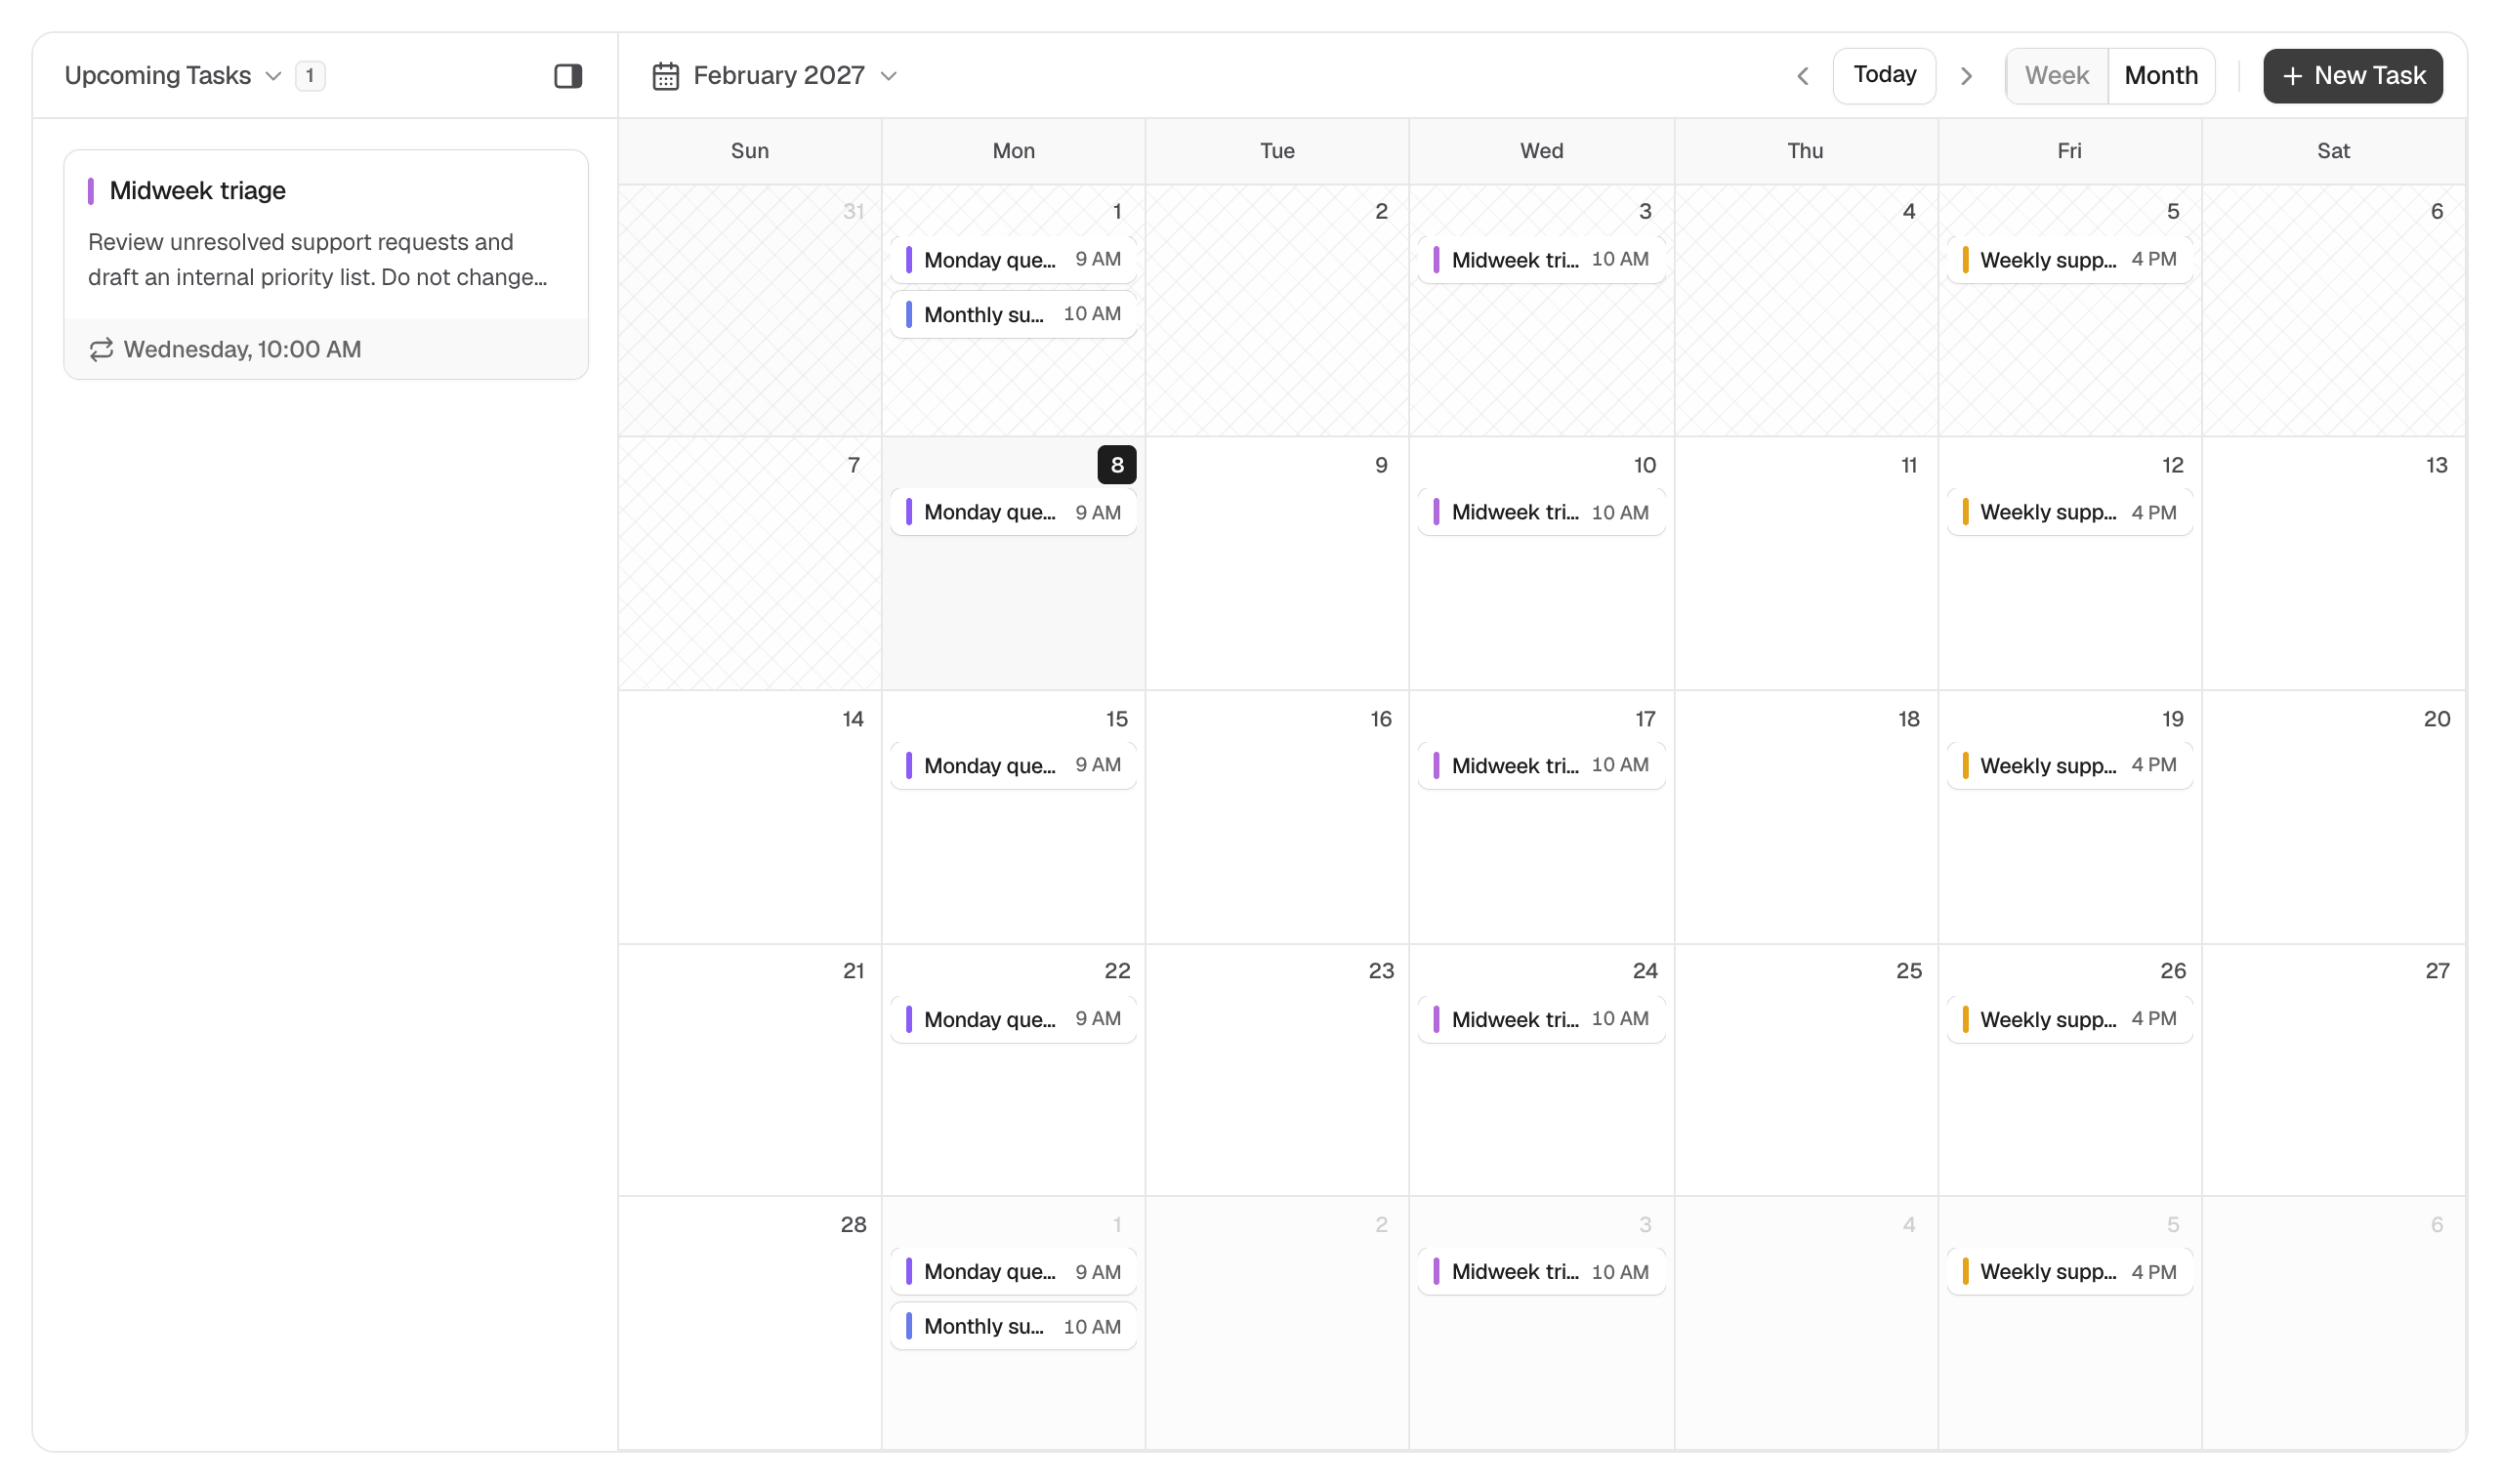 Upcoming Tasks 1
February 2027
Today
Week Month
+ New Task
Midweek triage
Review unresolved support requests and
draft an internal priority list. Do not change...
Wednesday, 10:00 AM
Sun Mon Tue Wed Thu Fri Sat
31 1 2 3 4 5 6
Monday que... 9 AM Midweek tri... 10 AM Weekly supp... 4 PM
Monthly su... 10 AM
7 8 9 10 11 12 13
Monday que... 9 AM Midweek tri... 10 AM Weekly supp... 4 PM
14 15 16 17 18 19 20
Monday que... 9 AM Midweek tri... 10 AM Weekly supp... 4 PM
21 22 23 24 25 26 27
Monday que... 9 AM Midweek tri... 10 AM Weekly supp... 4 PM
28 1 2 3 4 5 6
Monday que... 9 AM Midweek tri... 10 AM Weekly supp... 4 PM
Monthly su... 10 AM